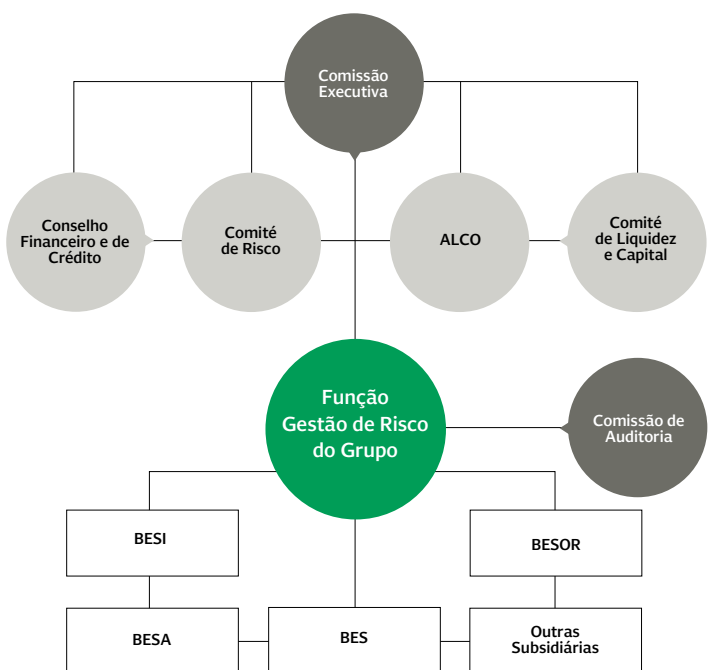 Comissão
Executiva
Conselho
Financeiro e de
Crédito
Comité
de Risco
ALCO
Comité
de Liquidez
e Capital
Função
Gestão de Risco
do Grupo
Comissão de
Auditoria
BESI
BESOR
BESA
BES
Outras
Subsidiárias